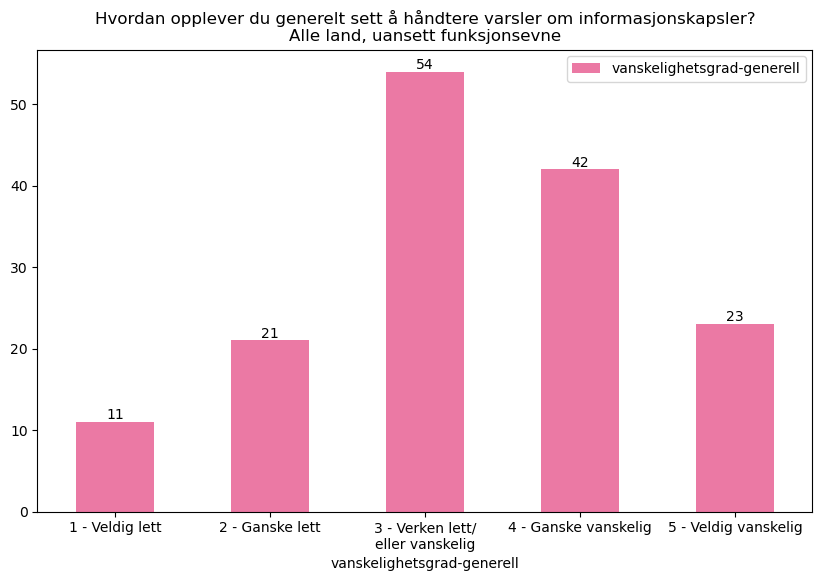 Hvordan opplever du generelt sett å håndtere varsler om informasjonskapsler?
Alle land, uansett funksjonsevne
vanskelighetsgrad-generell
54
42
23
21
11
50
40
30
20
10
0
1 - Veldig lett
2 - Ganske lett
3 - Verken lett/
eller vanskelig
4 - Ganske vanskelig
5 - Veldig vanskelig
vanskelighetsgrad-generell